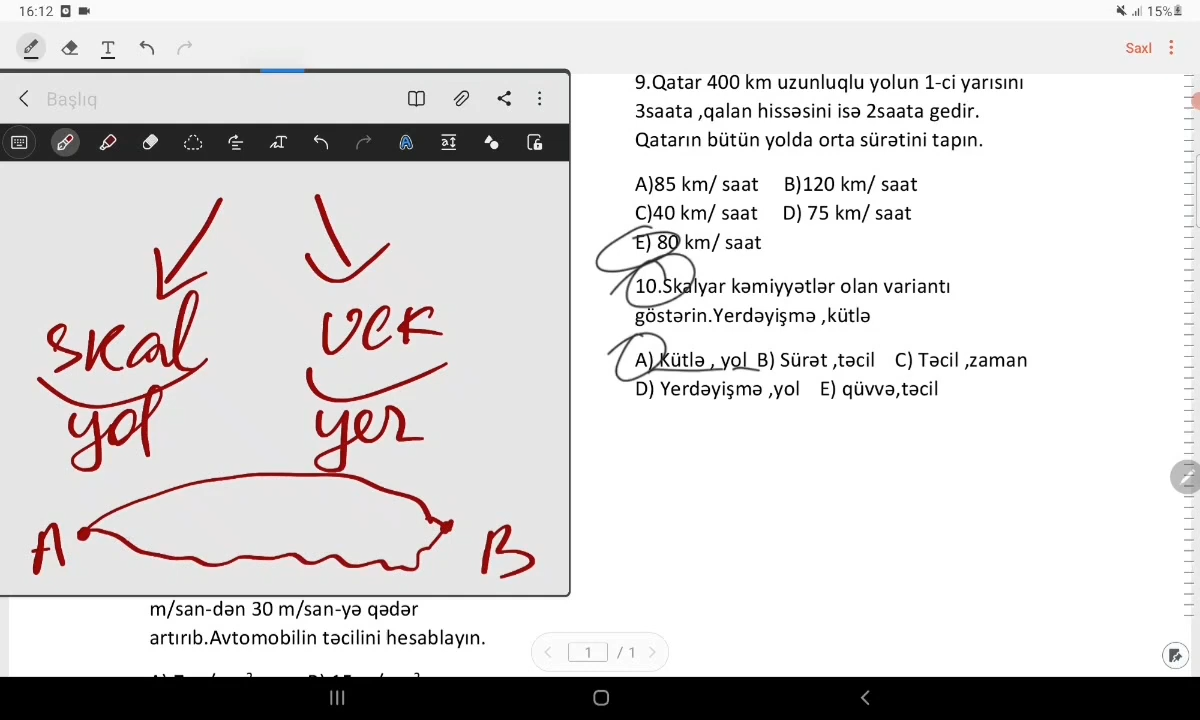 16:12 15%
Saxl
Başlıq
skal vek
yol yer
A B
9.Qatar 400 km uzunluqlu yolun 1-ci yarısını
3saata ,qalan hissəsini isə 2saata gedir.
Qatarın bütün yolda orta sürətini tapın.
A)85 km/ saat B)120 km/ saat
C)40 km/ saat D) 75 km/ saat
E) 80 km/ saat
10.Skalyar kəmiyyətlər olan variantı
göstərin.Yerdəyişmə ,kütlə
A) Kütlə , yol B) Sürət ,təcil C) Təcil ,zaman
D) Yerdəyişmə ,yol E) qüvvə,təcil
m/san-dən 30 m/san-yə qədər
artırıb.Avtomobilin təcilini hesablayın.
1 / 1